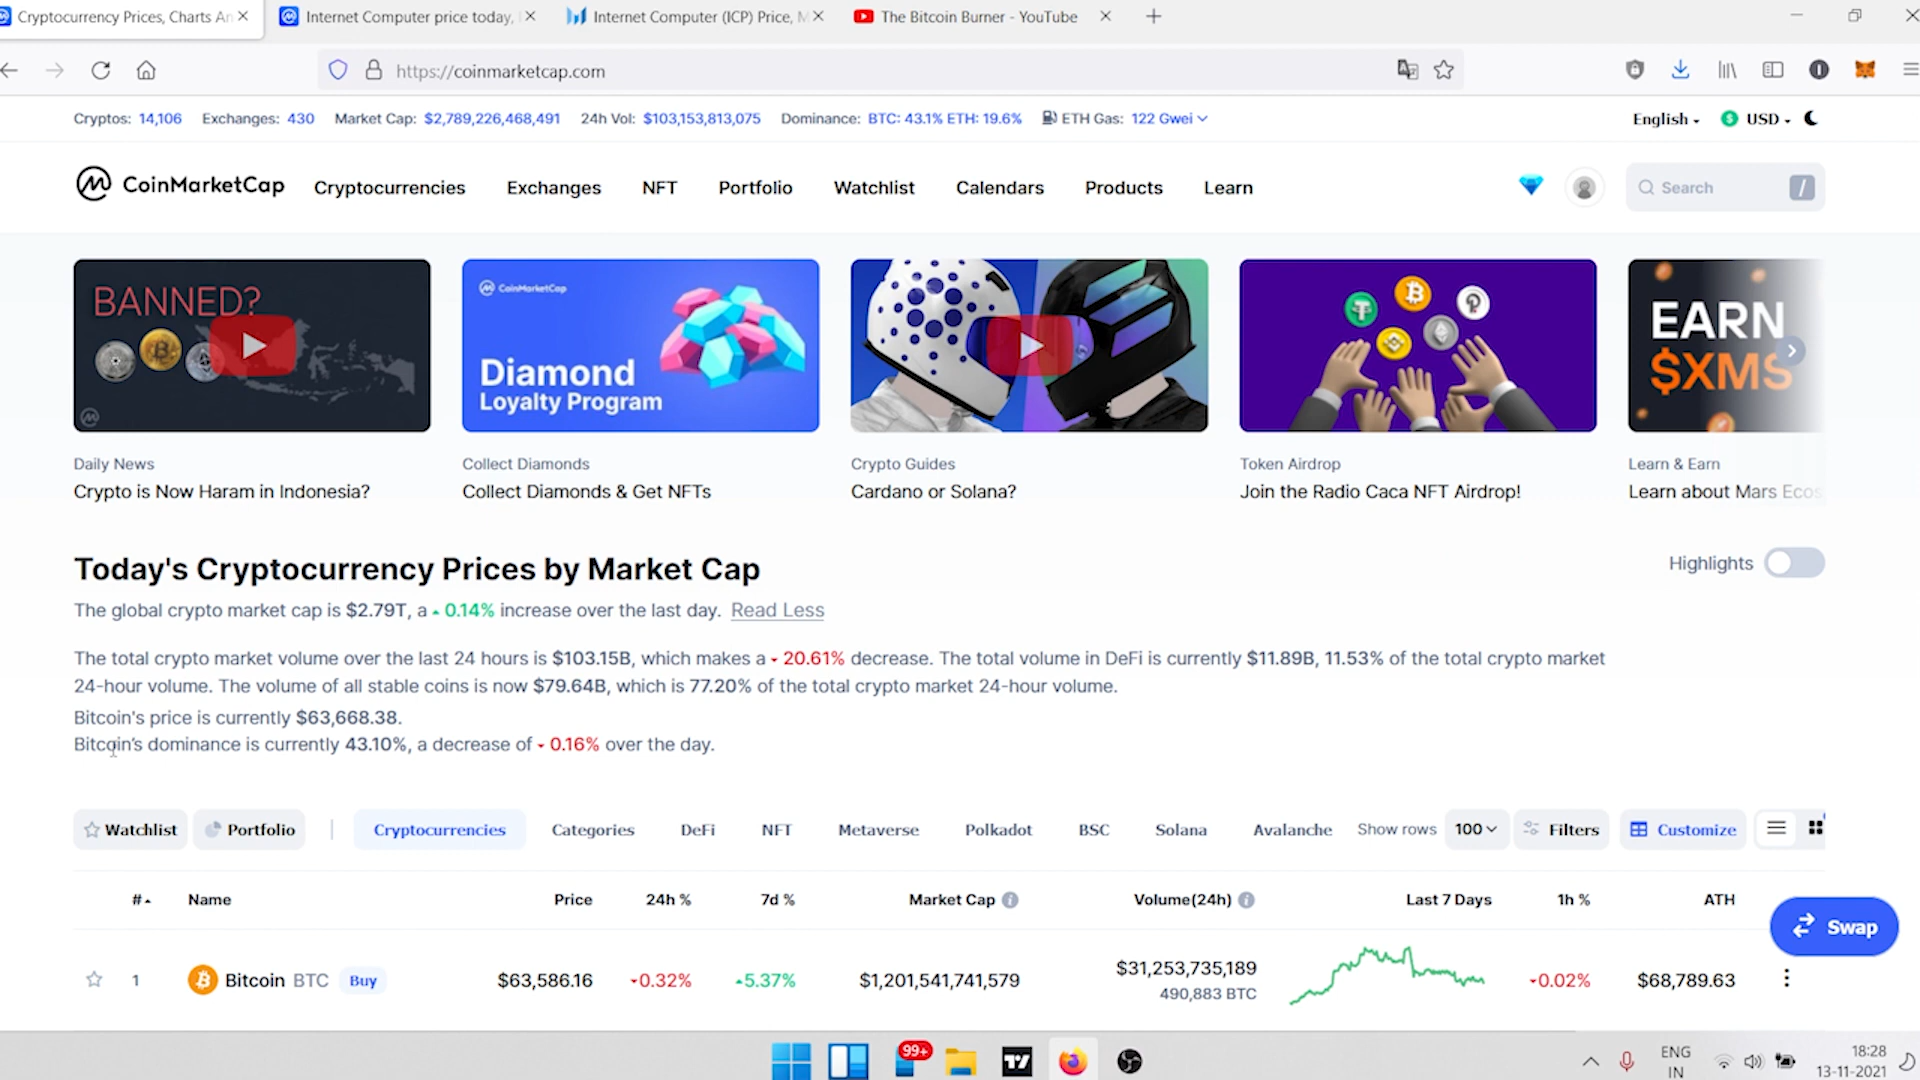 Cryptocurrency Prices, Charts An
Internet Computer price today,
Internet Computer (ICP) Price, M
The Bitcoin Burner - YouTube
https://coinmarketcap.com
Cryptos: 14,106 Exchanges: 430 Market Cap: $2,789,226,468,491 24h Vol: $103,153,813,075 Dominance: BTC: 43.1% ETH: 19.6% ETH Gas: 122 Gwei
English USD
CoinMarketCap Cryptocurrencies Exchanges NFT Portfolio Watchlist Calendars Products Learn
Search /
BANNED?
CoinMarketCap
Diamond
Loyalty Program
EARN
$XMS
Daily News
Crypto is Now Haram in Indonesia?
Collect Diamonds
Collect Diamonds & Get NFTs
Crypto Guides
Cardano or Solana?
Token Airdrop
Join the Radio Caca NFT Airdrop!
Learn & Earn
Learn about Mars Ecos
Today's Cryptocurrency Prices by Market Cap
Highlights
The global crypto market cap is $2.79T, a 0.14% increase over the last day. Read Less
The total crypto market volume over the last 24 hours is $103.15B, which makes a 20.61% decrease. The total volume in DeFi is currently $11.89B, 11.53% of the total crypto market
24-hour volume. The volume of all stable coins is now $79.64B, which is 77.20% of the total crypto market 24-hour volume.
Bitcoin's price is currently $63,668.38.
Bitcoin's dominance is currently 43.10%, a decrease of 0.16% over the day.
Watchlist Portfolio Cryptocurrencies Categories DeFi NFT Metaverse Polkadot BSC Solana Avalanche Show rows 100 Filters Customize
# Name Price 24h % 7d % Market Cap Volume(24h) Last 7 Days 1h % ATH
Swap
1 Bitcoin BTC Buy $63,586.16 0.32% 5.37% $1,201,541,741,579 $31,253,735,189 0.02% $68,789.63
490,883 BTC
99+
ENG
IN
18:28
13-11-2021